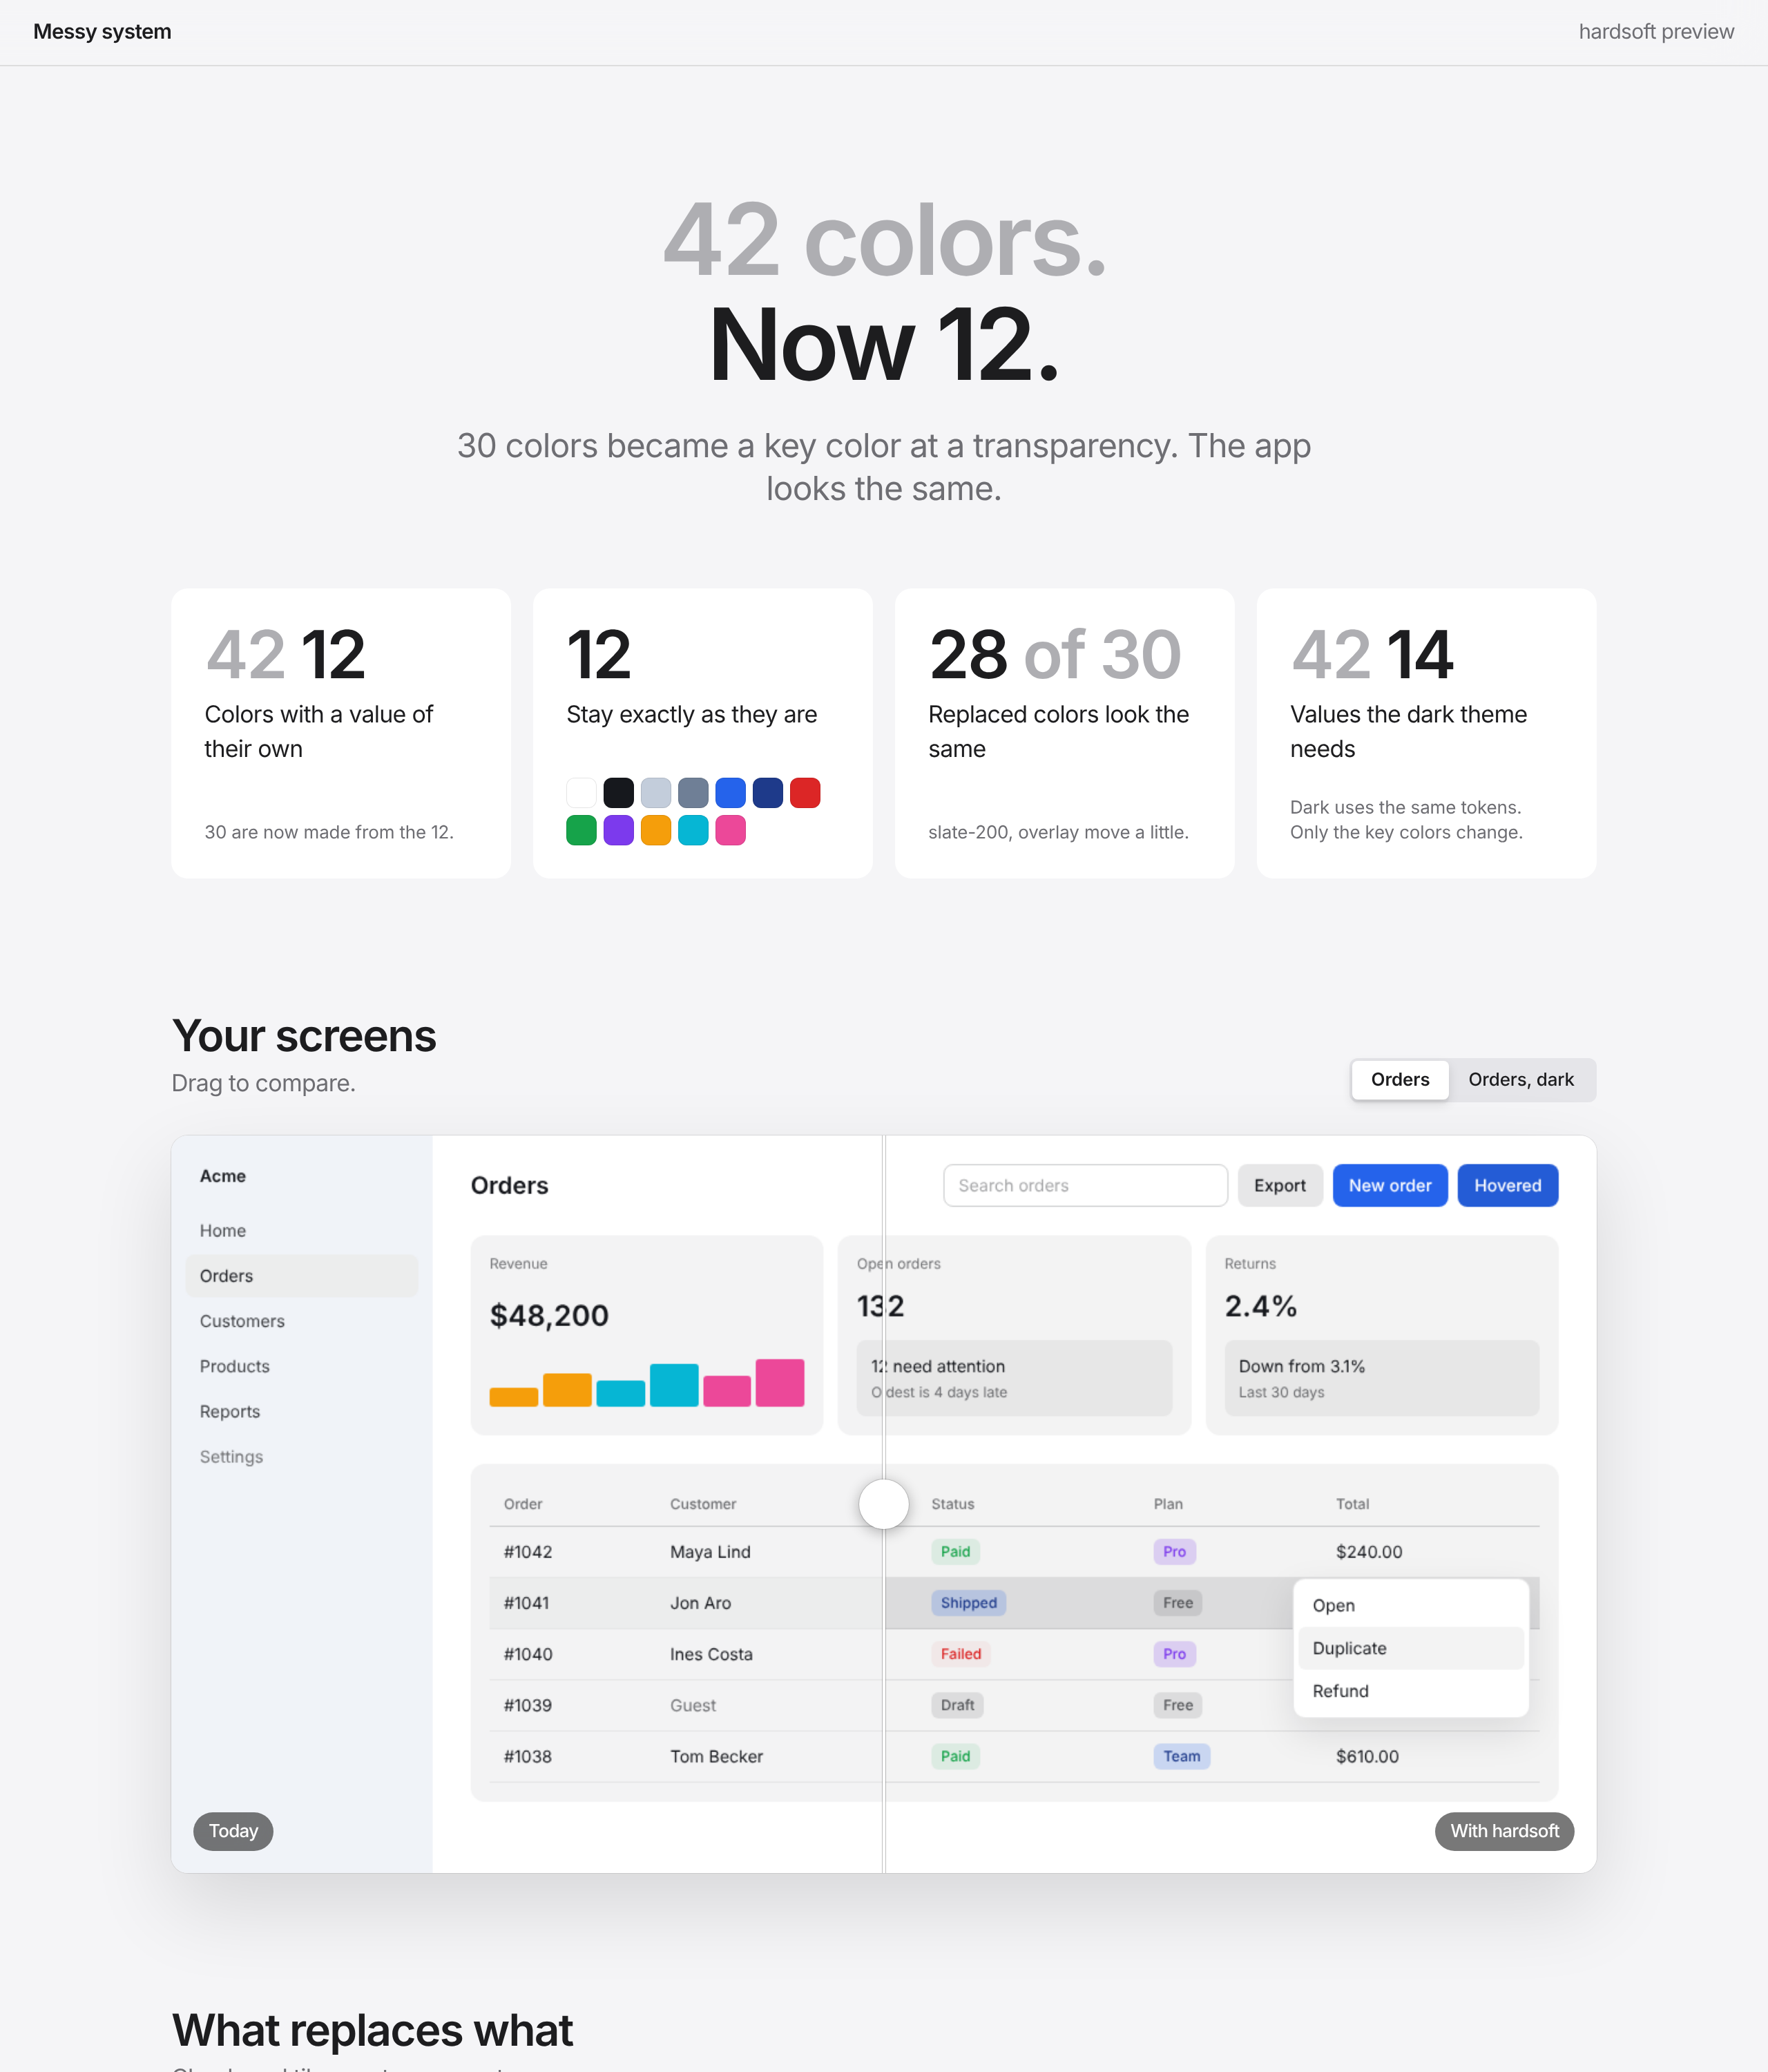 Messy system
hardsoft preview
42 colors.
Now 12.
30 colors became a key color at a transparency. The app
looks the same.
42 12
Colors with a value of
their own
30 are now made from the 12.
12
Stay exactly as they are
28 of 30
Replaced colors look the
same
slate-200, overlay move a little.
42 14
Values the dark theme
needs
Dark uses the same tokens.
Only the key colors change.
Your screens
Drag to compare.
Orders
Orders, dark
Acme
Home
Orders
Customers
Products
Reports
Settings
Orders
Search orders
Export
New order
Hovered
Revenue
$48,200
Open orders
132
12 need attention
Oldest is 4 days late
Returns
2.4%
Down from 3.1%
Last 30 days
Order Customer Status Plan Total
#1042 Maya Lind Paid Pro $240.00
#1041 Jon Aro Shipped Free
#1040 Ines Costa Failed Pro
#1039 Guest Draft Free
#1038 Tom Becker Paid Team $610.00
Open
Duplicate
Refund
Today
With hardsoft
What replaces what